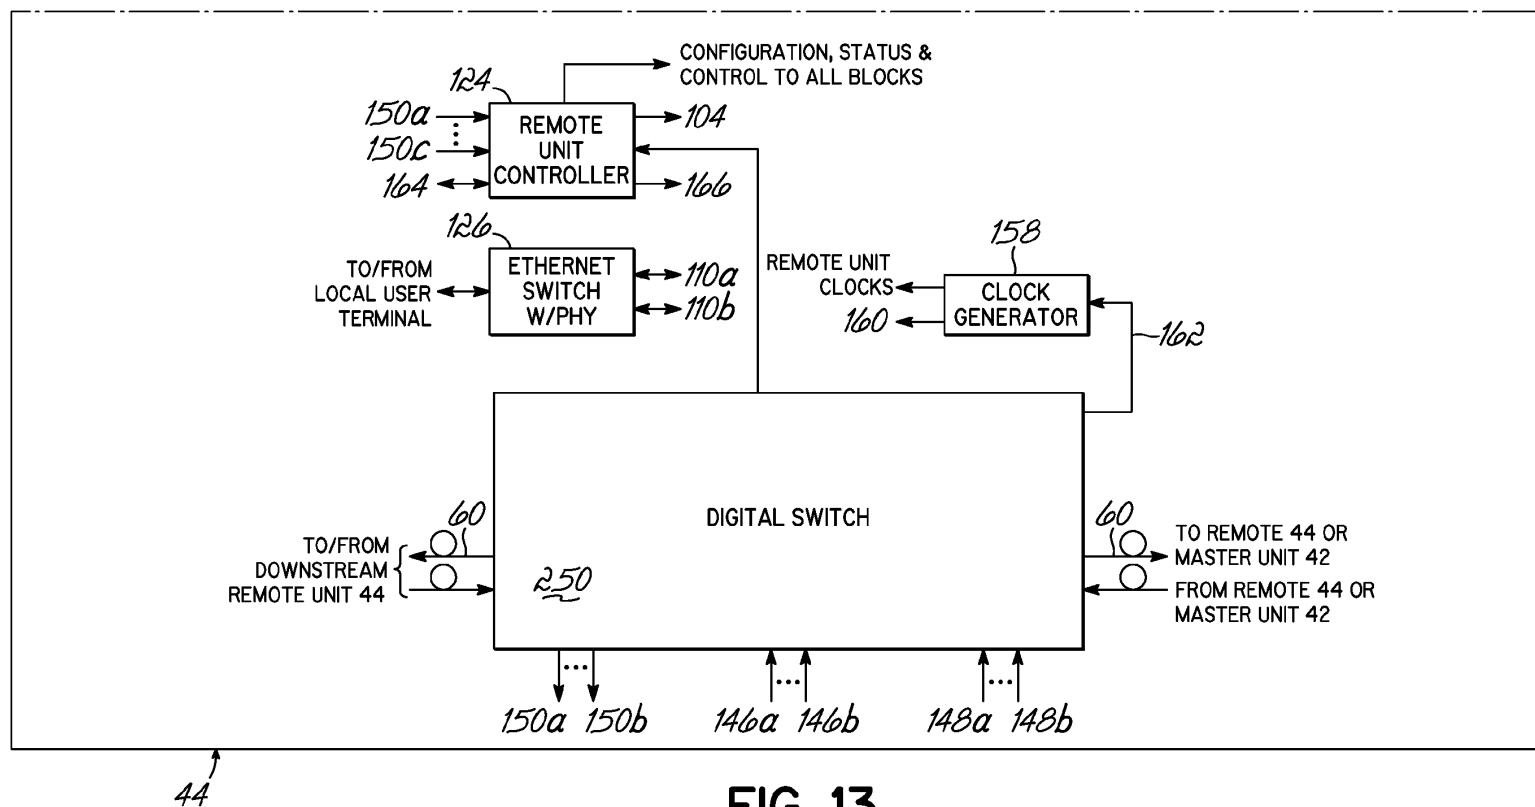 CONFIGURATION, STATUS &
CONTROL TO ALL BLOCKS
124
150a
150c
164
REMOTE
UNIT
CONTROLLER
104
166
126
TO/FROM
LOCAL USER
TERMINAL
ETHERNET
SWITCH
W/PHY
110a
110b
158
REMOTE UNIT
CLOCKS
160
CLOCK
GENERATOR
162
DIGITAL SWITCH
250
60
TO/FROM
DOWNSTREAM
REMOTE UNIT 44
60
TO REMOTE 44 OR
MASTER UNIT 42
FROM REMOTE 44 OR
MASTER UNIT 42
150a 150b
146a 146b
148a 148b
44
FIG. 13